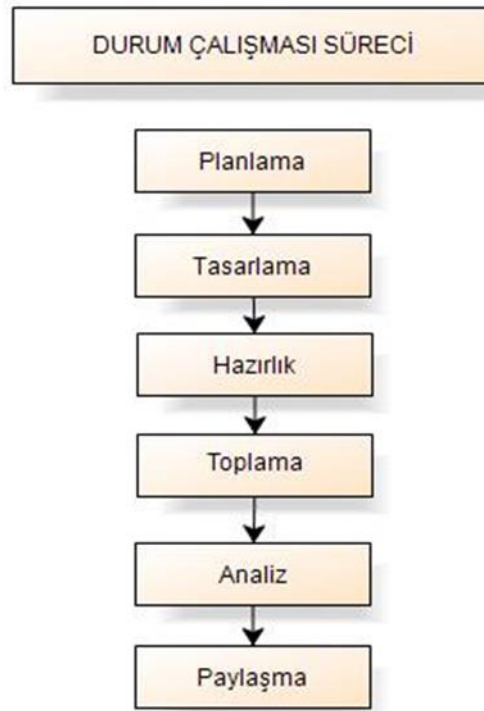 DURUM ÇALIŞMASI SÜRECİ
Planlama
Tasarlama
Hazırlık
Toplama
Analiz
Paylaşma